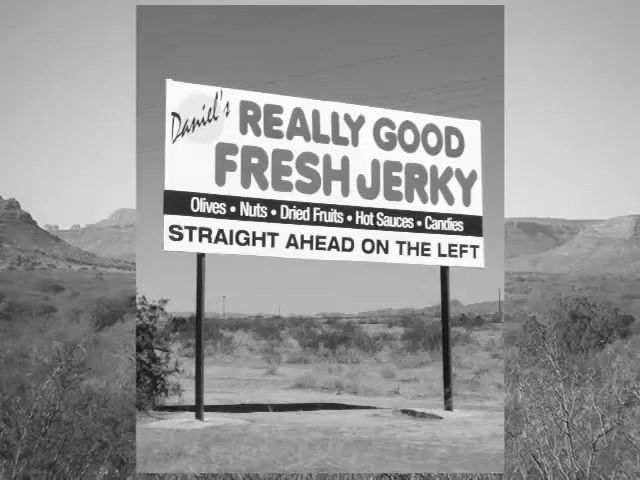 Daniel's
REALLY GOOD
FRESH JERKY
Olives • Nuts • Dried Fruits • Hot Sauces • Candies
STRAIGHT AHEAD ON THE LEFT